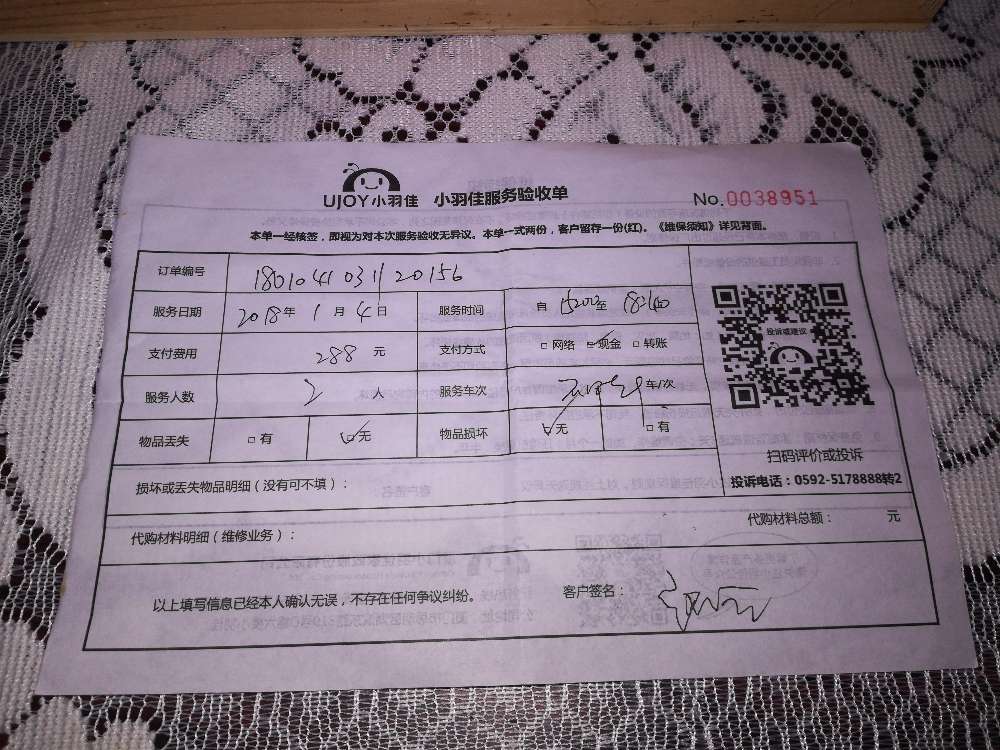 UJOY小羽佳 小羽佳服务验收单 No.0038951
本单一经核签，即视为对本次服务验收无异议。本单一式两份，客户留存一份(红)。《维保须知》详见背面。
订单编号 1801041031120156
服务日期 2018年1月4日 服务时间 自 至
支付费用 288元 支付方式 □网络 ☑现金 □转账
服务人数 2 服务车次 车/次
物品丢失 □有 ☑无 物品损坏 ☑无 □有
投诉或建议
扫码评价或投诉
投诉电话：0592-5178888转2
损坏或丢失物品明细（没有可不填）：
代购材料明细（维修业务）： 代购材料总额： 元
以上填写信息已经本人确认无误，不存在任何争议纠纷。 客户签名：